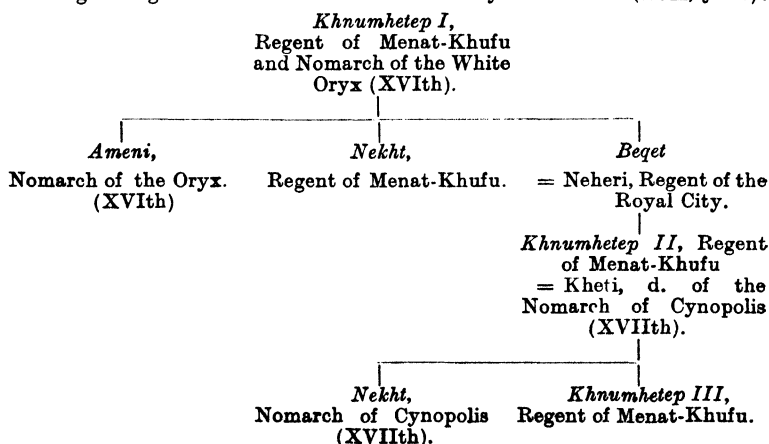 Khnumhetep I,
Regent of Menat-Khufu
and Nomarch of the White
Oryx (XVIth).
Ameni,
Nomarch of the Oryx.
(XVIth)
Nekht,
Regent of Menat-Khufu.
Beqet
= Neheri, Regent of the
Royal City.
Khnumhetep II, Regent
of Menat-Khufu
= Kheti, d. of the
Nomarch of Cynopolis
(XVIIth).
Nekht,
Nomarch of Cynopolis
(XVIIth).
Khnumhetep III,
Regent of Menat-Khufu.